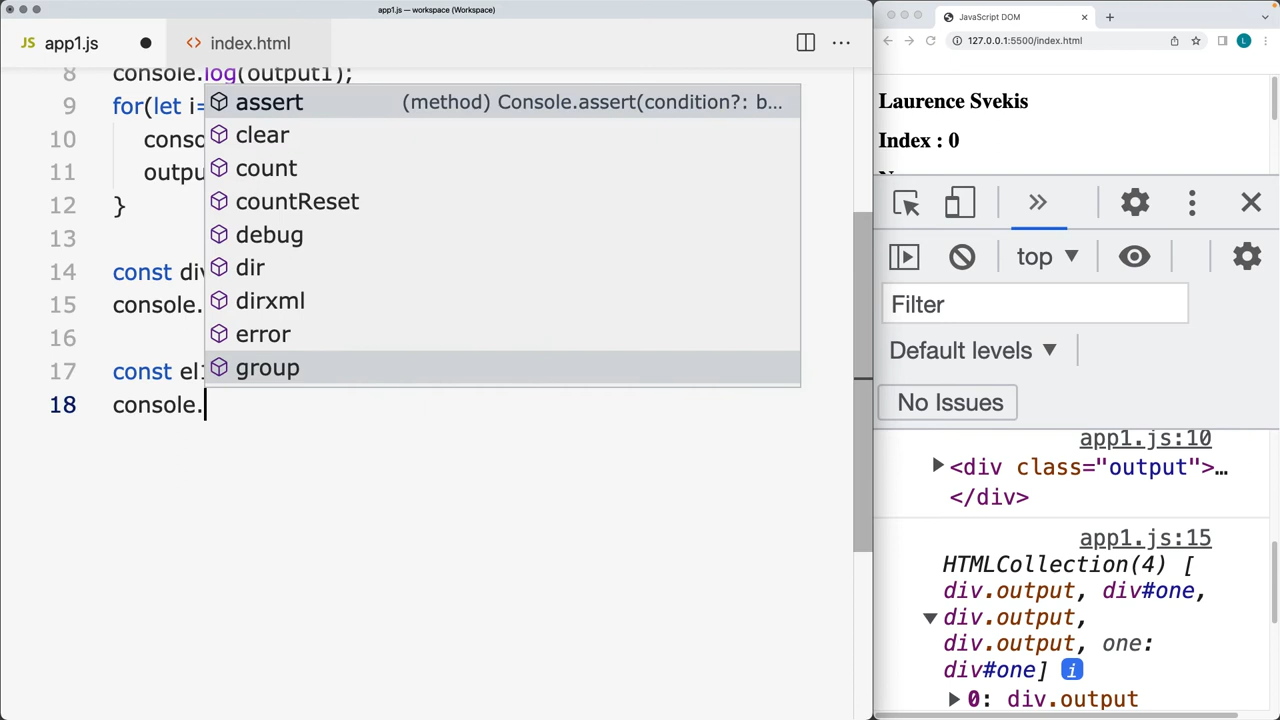 app1.js — workspace (Workspace)
JS app1.js
<> index.html
8 console.log(output1);
9 for(let i=
10 conso
11 outpu
12 }
13
14 const div
15 console.
16
17 const el1
18 console.
assert (method) Console.assert(condition?: b...
clear
count
countReset
debug
dir
dirxml
error
group
JavaScript DOM
127.0.0.1:5500/index.html
L
Laurence Svekis
Index : 0
top ▼
Filter
Default levels ▼
No Issues
app1.js:10
<div class="output">…
</div>
app1.js:15
HTMLCollection(4) [
div.output, div#one,
div.output,
div.output, one:
div#one] i
0: div.output